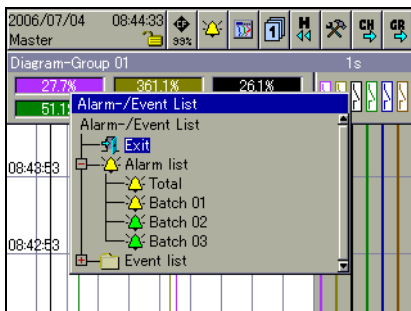 2006/07/04 08:44:33
Master
99%
1
H
CH
GR
Diagram-Group 01 1s
27.7% 361.1% 26.1%
51.1
Alarm-/Event List
Alarm-/Event List
Exit
08:43:53
Alarm list
Total
Batch 01
Batch 02
08:42:53
Batch 03
Event list